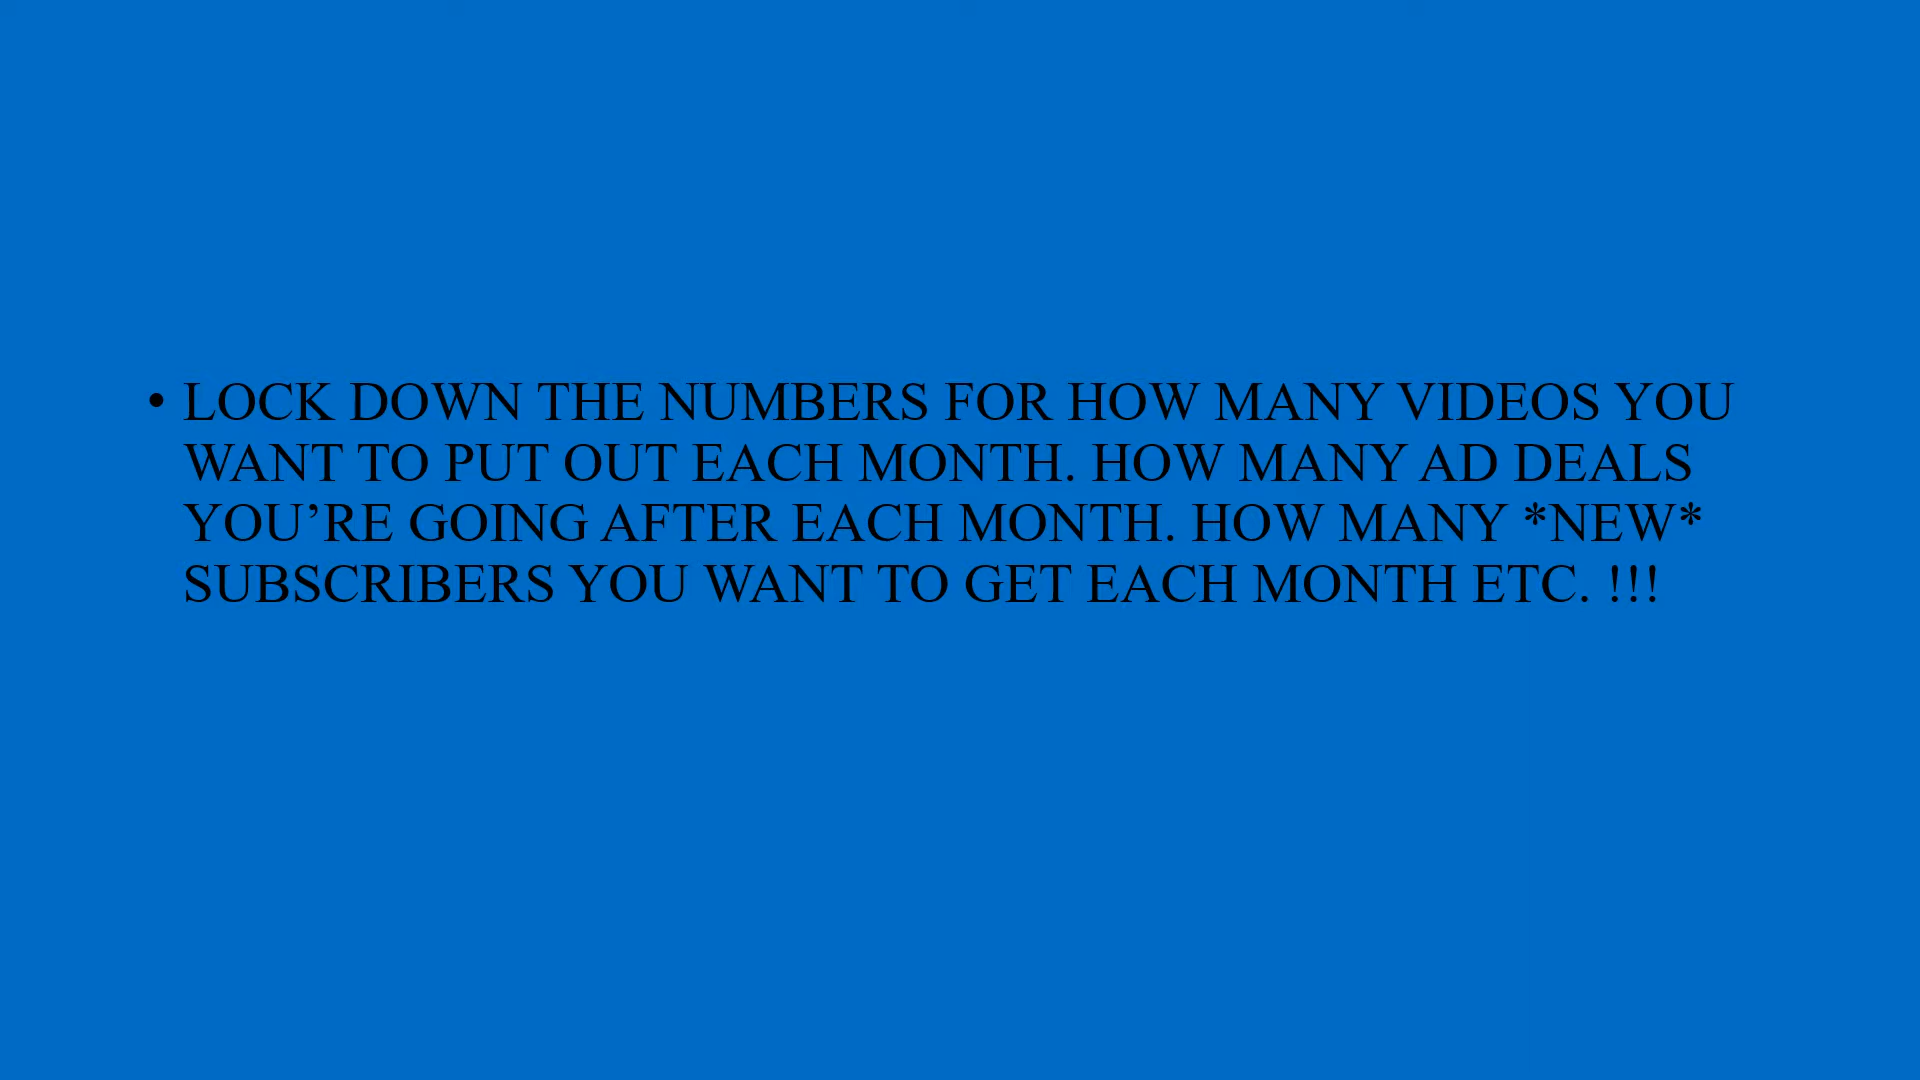 • LOCK DOWN THE NUMBERS FOR HOW MANY VIDEOS YOU
WANT TO PUT OUT EACH MONTH. HOW MANY AD DEALS
YOU’RE GOING AFTER EACH MONTH. HOW MANY *NEW*
SUBSCRIBERS YOU WANT TO GET EACH MONTH ETC. !!!